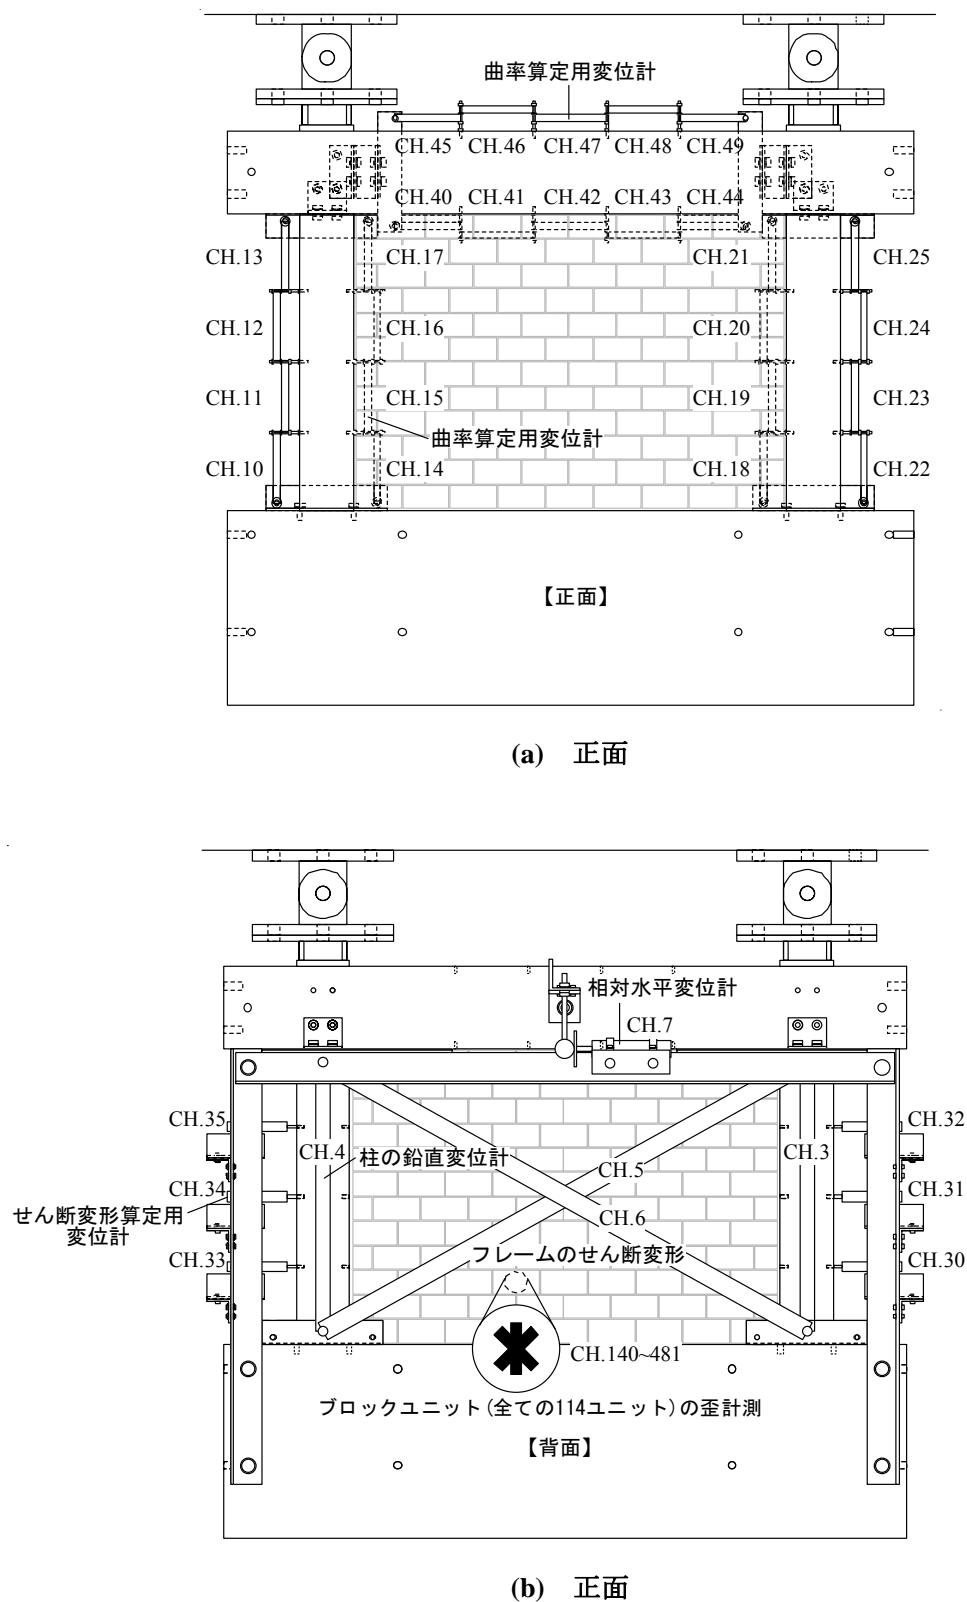 曲率算定用変位計
CH.45 CH.46 CH.47 CH.48 CH.49
CH.40 CH.41 CH.42 CH.43 CH.44
CH.13 CH.17 CH.21 CH.25
CH.12 CH.16 CH.20 CH.24
CH.11 CH.15 CH.19 CH.23
曲率算定用変位計
CH.10 CH.14 CH.18 CH.22
【正面】
(a) 正面
相対水平変位計
CH.7
CH.35 CH.32
CH.4 柱の鉛直変位計 CH.5 CH.3
CH.34 CH.31
せん断変形算定用
変位計
CH.6
CH.33 フレームのせん断変形 CH.30
CH.140~481
ブロックユニット(全ての114ユニット)の歪計測
【背面】
(b) 正面